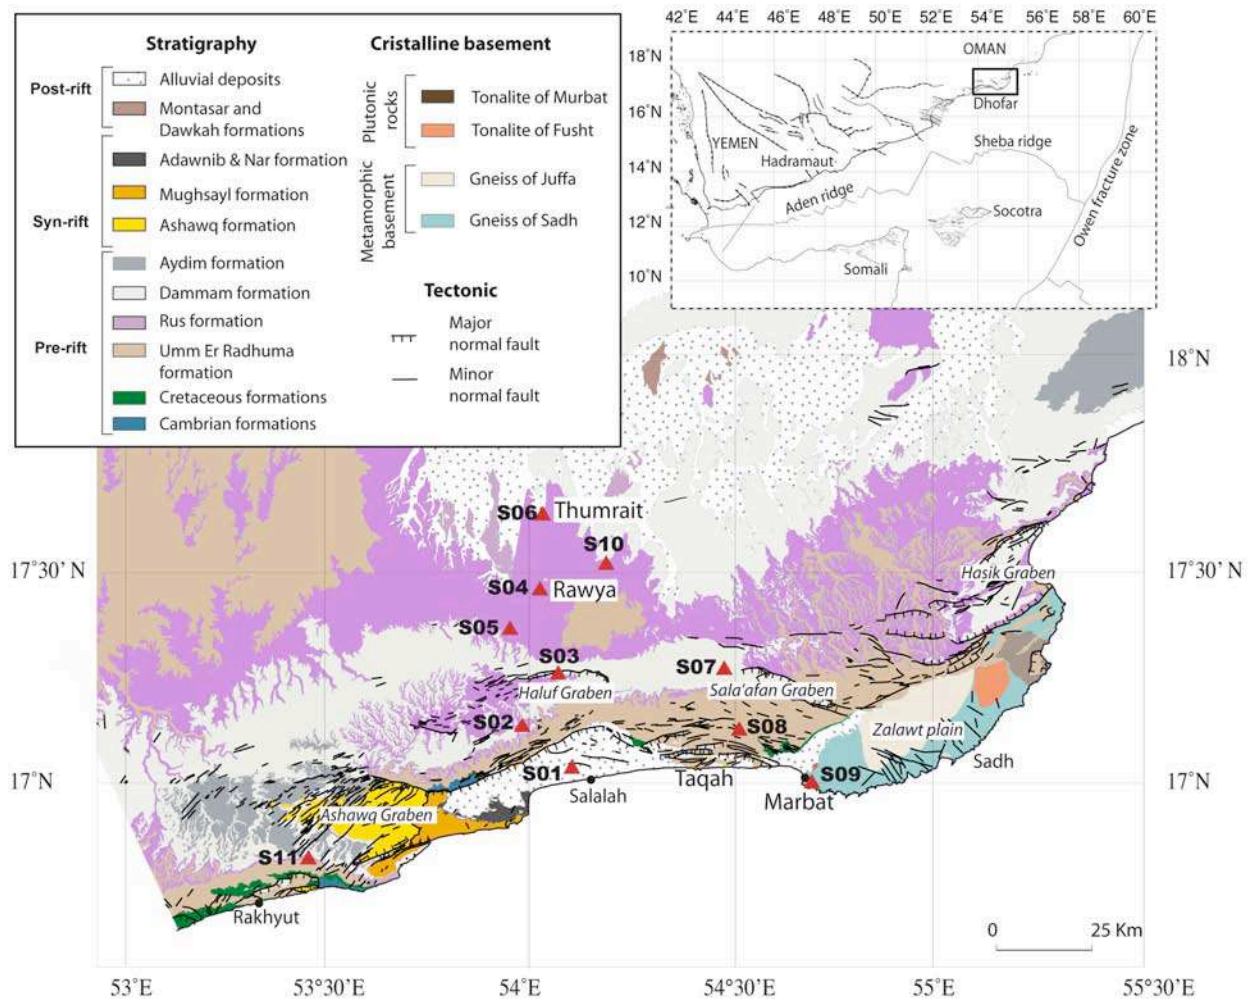 Stratigraphy
Post-rift
Alluvial deposits
Montasar and
Dawkah formations
Syn-rift
Adawnib & Nar formation
Mughsayl formation
Ashawq formation
Pre-rift
Aydim formation
Dammam formation
Rus formation
Umm Er Radhuma
formation
Cretaceous formations
Cambrian formations
Cristalline basement
Plutonic
rocks
Tonalite of Murbat
Tonalite of Fusht
Metamorphic
basement
Gneiss of Juffa
Gneiss of Sadh
Tectonic
Major
normal fault
Minor
normal fault
42˚E 44˚E 46˚E 48˚E 50˚E 52˚E 54˚E 56˚E 58˚E 60˚E
18˚N
16˚N
14˚N
12˚N
10˚N
OMAN
Dhofar
YEMEN
Hadramaut
Sheba ridge
Aden ridge
Socotra
Somali
Owen fracture zone
18˚N
S06 Thumrait
S10
17˚30' N
17˚30' N
Hasik Graben
S04 Rawya
S05
S03
S07
Haluf Graben
Sala'afan Graben
S02
S08
Zalawt plain
S01
Taqah
Sadh
S09
17˚N
17˚N
Salalah
Marbat
Ashawq Graben
S11
Rakhyut
0 25 Km
53˚E 53˚30'E 54˚E 54˚30'E 55˚E 55˚30'E